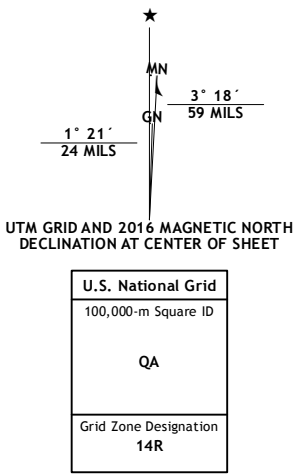 ★
MN
3° 18´
59 MILS
GN
1° 21´
24 MILS
UTM GRID AND 2016 MAGNETIC NORTH
DECLINATION AT CENTER OF SHEET
U.S. National Grid
100,000-m Square ID
QA
Grid Zone Designation
14R